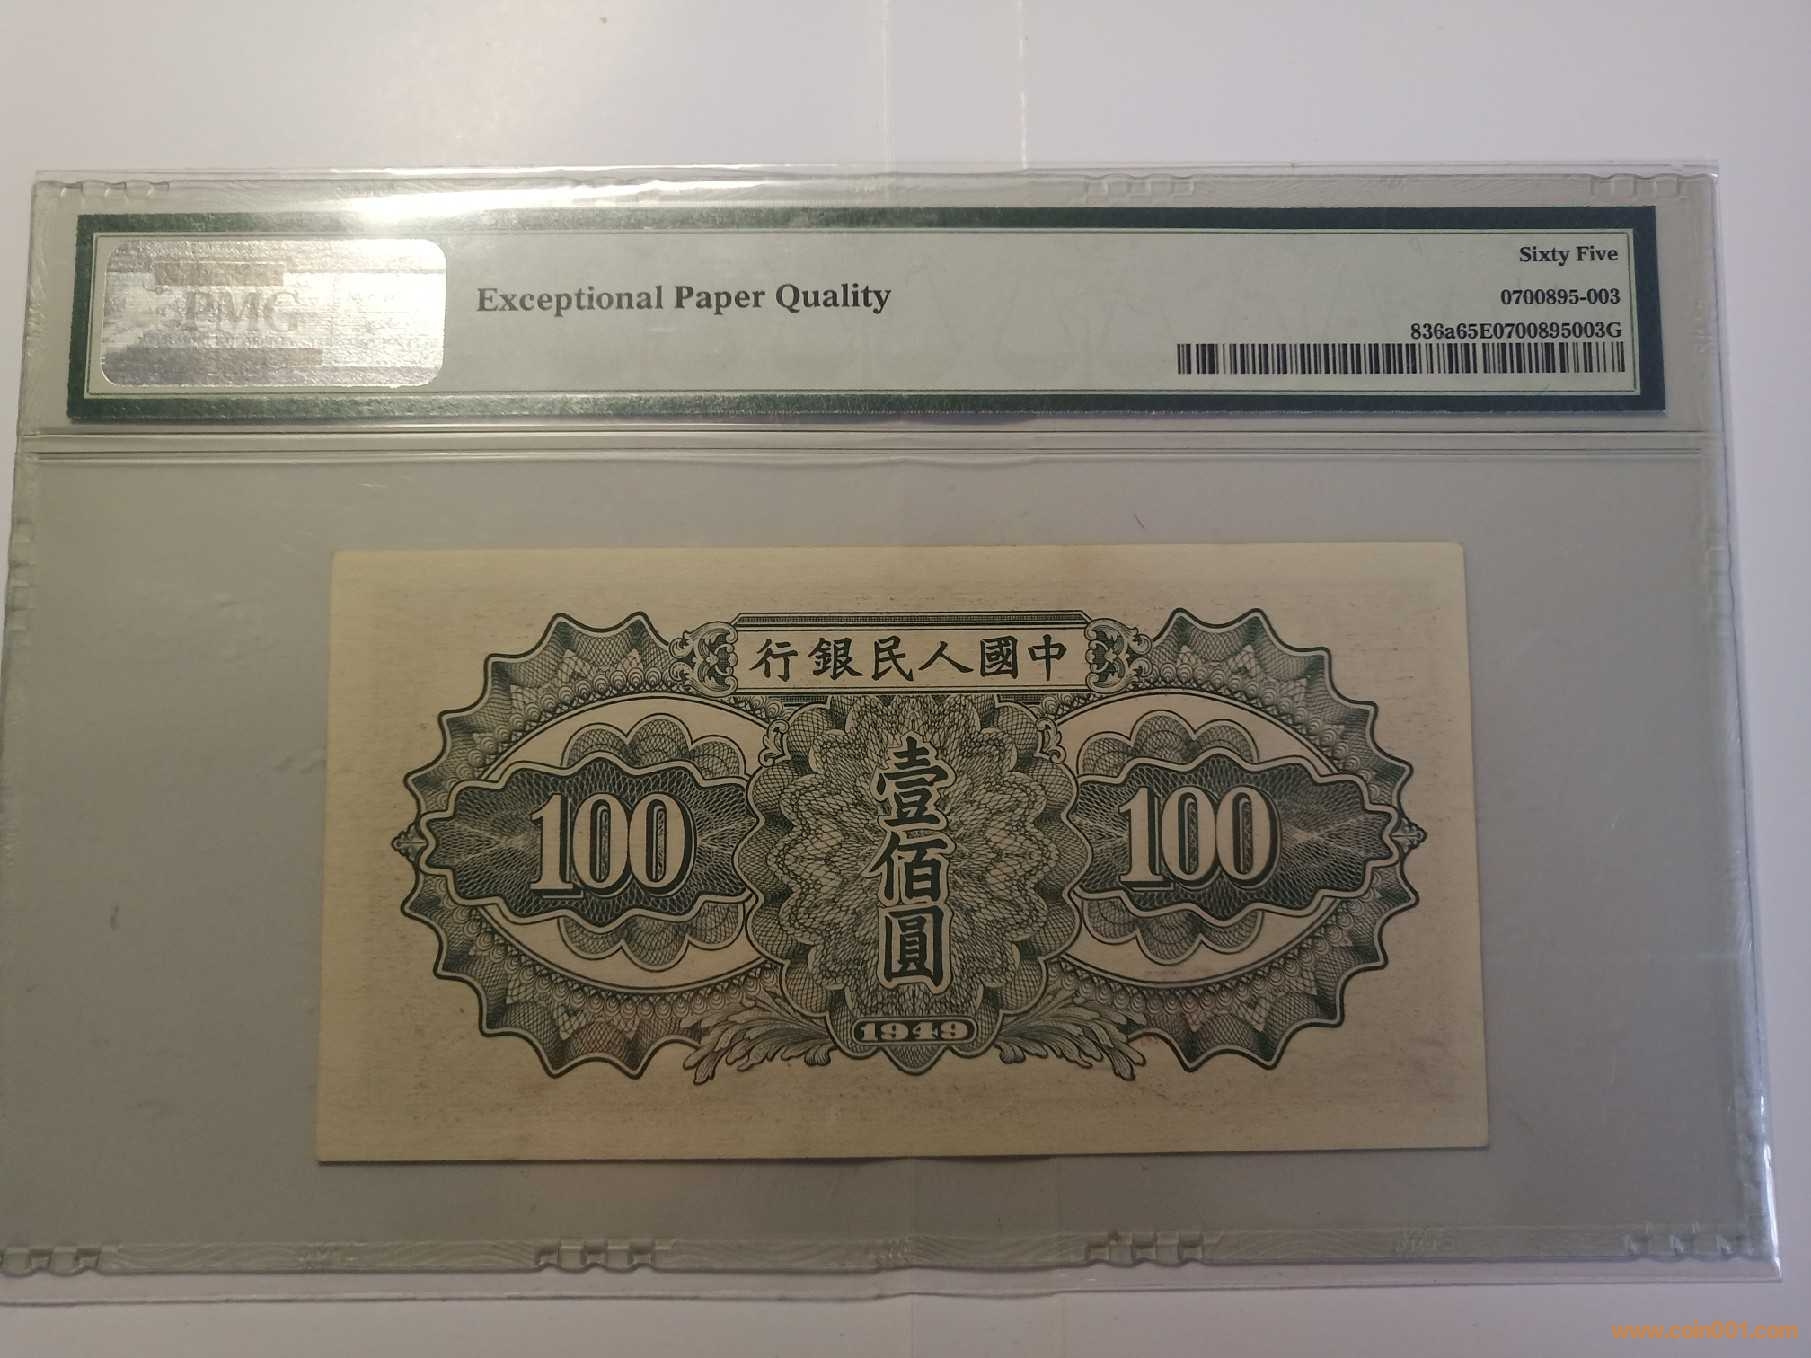 PMG
Exceptional Paper Quality
Sixty Five
0700895-003
836a65E0700895003G
行銀民人國中
100
壹佰圓
100
1949
www.coin001.com